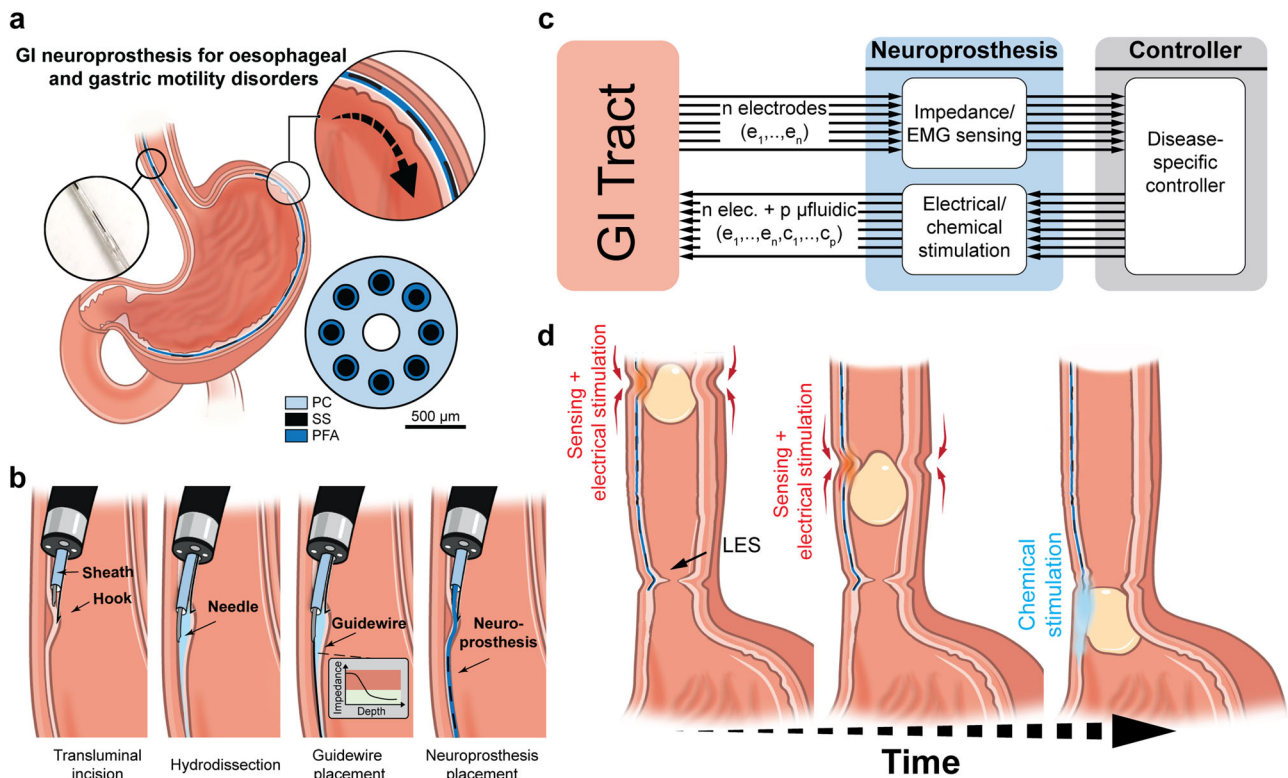 a
GI neuroprosthesis for oesophageal
and gastric motility disorders
PC
SS
PFA
500 µm
b
Sheath
Hook
Needle
Guidewire
Impedance
Depth
Neuro-
prosthesis
Transluminal
incision
Hydrodissection
Guidewire
placement
Neuroprosthesis
placement
c
GI Tract
Neuroprosthesis
Controller
n electrodes
(e₁,..,eₙ)
Impedance/
EMG sensing
Disease-
specific
controller
n elec. + p µfluidic
(e₁,..,eₙ,c₁,..,cₚ)
Electrical/
chemical
stimulation
d
Sensing +
electrical stimulation
LES
Sensing +
electrical stimulation
Chemical
stimulation
Time